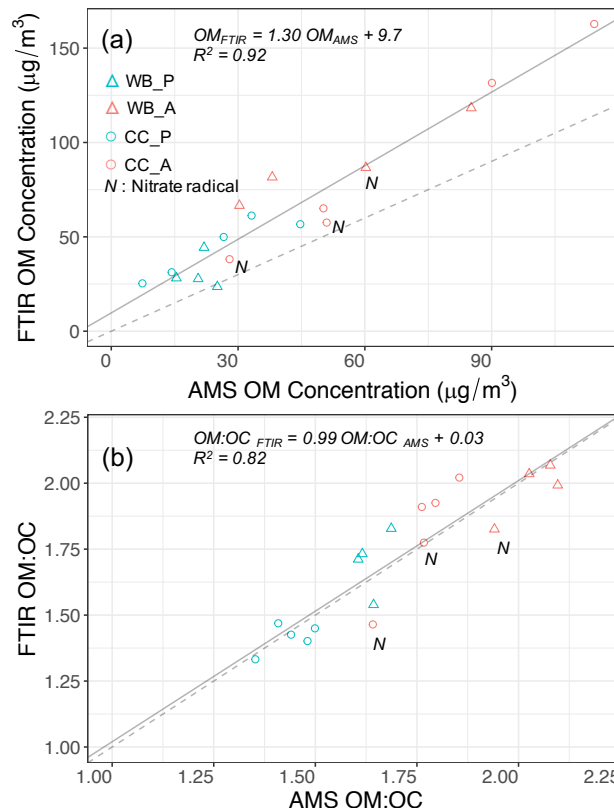 (a)
OM_FTIR = 1.30 OM_AMS + 9.7
R² = 0.92
WB_P
WB_A
CC_P
CC_A
N : Nitrate radical
N
N
N
150
100
50
0
0
30
60
90
FTIR OM Concentration (µg/m³)
AMS OM Concentration (µg/m³)
(b)
OM:OC FTIR = 0.99 OM:OC AMS + 0.03
R² = 0.82
N
N
N
2.25
2.00
1.75
1.50
1.25
1.00
1.00
1.25
1.50
1.75
2.00
2.25
FTIR OM:OC
AMS OM:OC